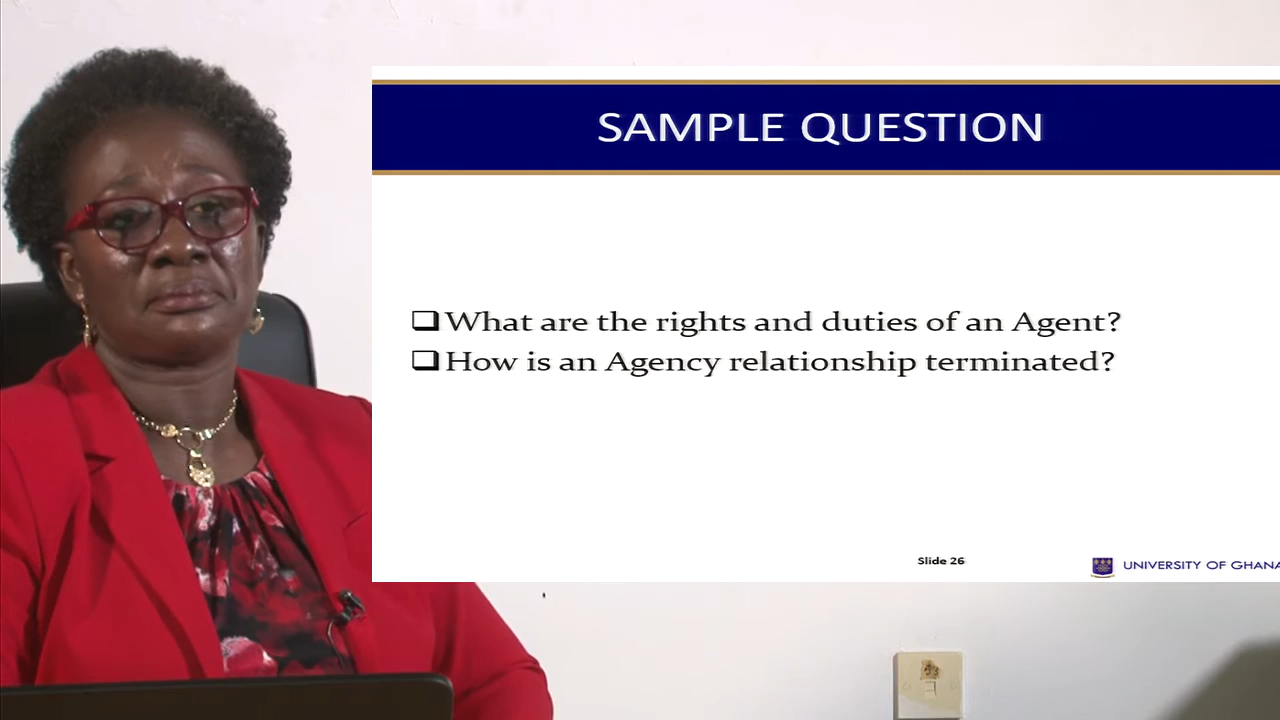 SAMPLE QUESTION
❑What are the rights and duties of an Agent?
❑How is an Agency relationship terminated?
Slide 26
UNIVERSITY OF GHANA